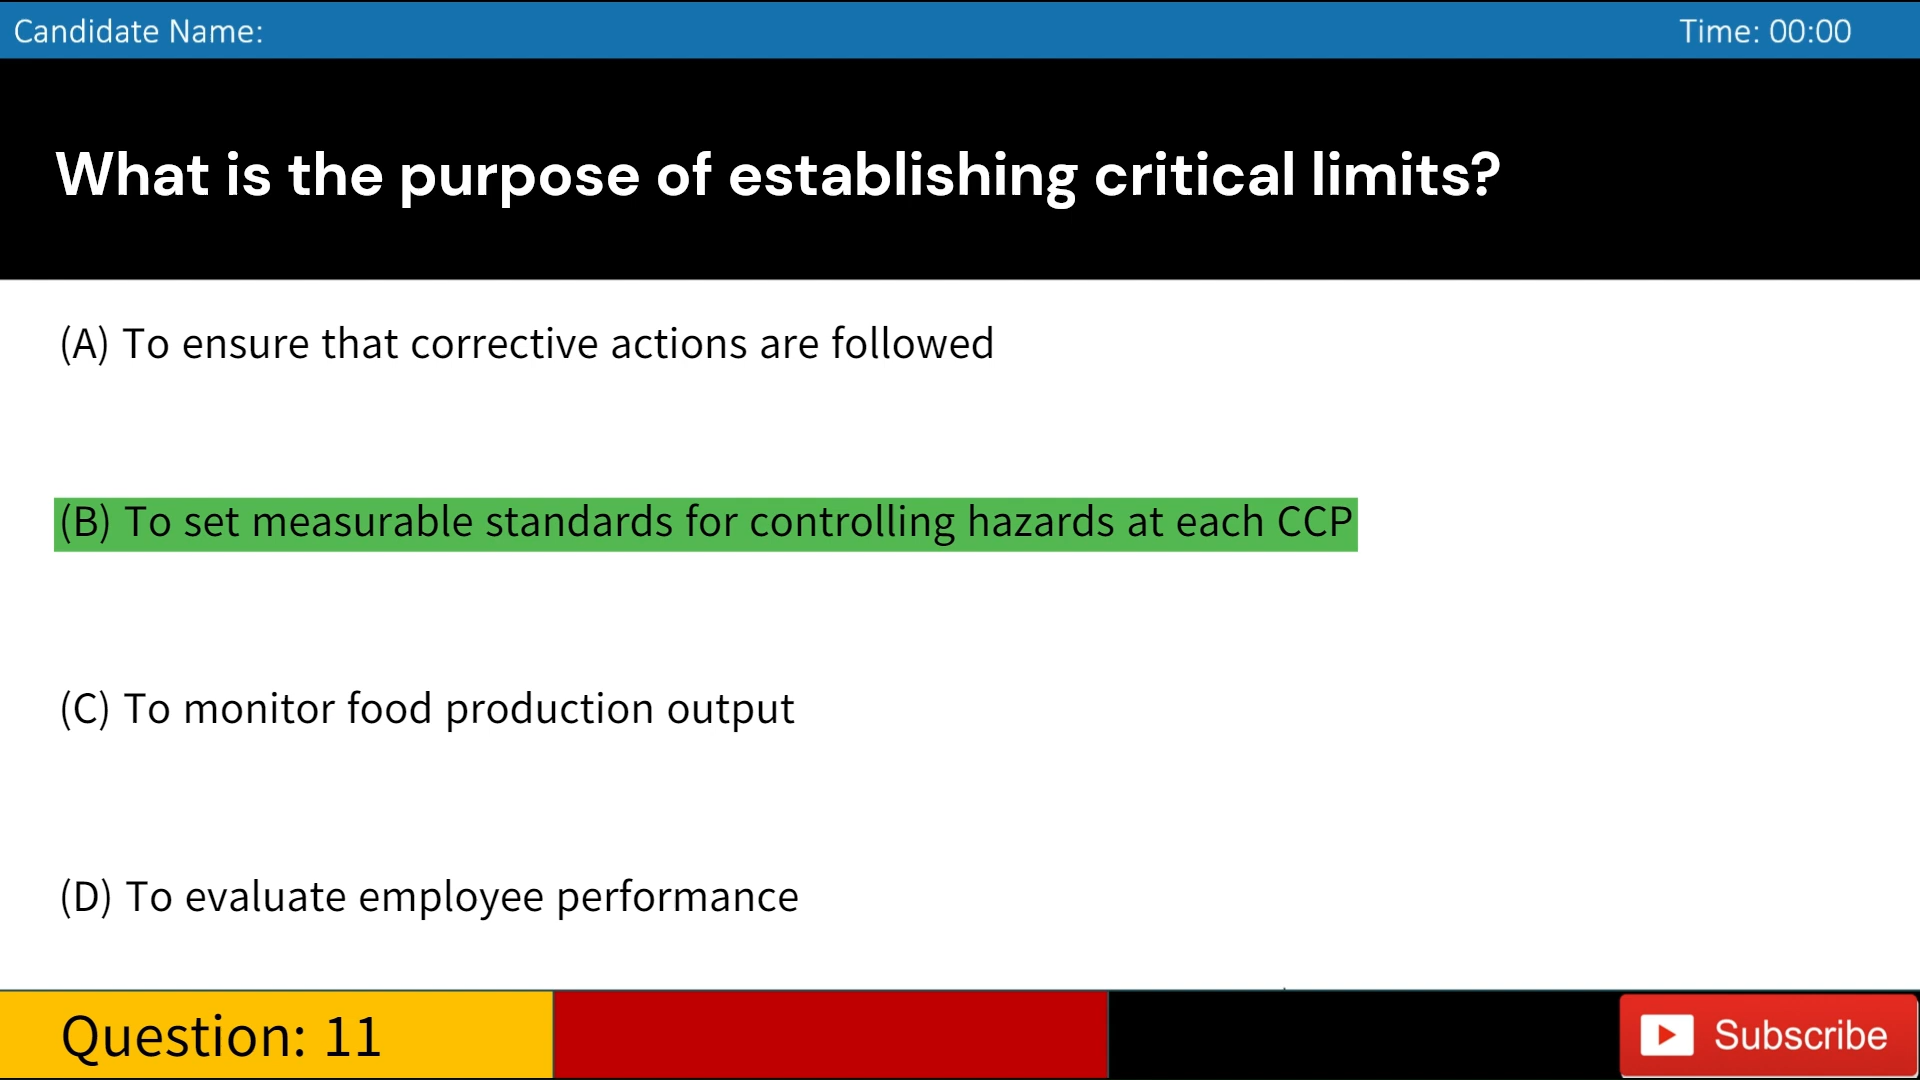 Candidate Name:
Time: 00:00
What is the purpose of establishing critical limits?
(A) To ensure that corrective actions are followed
(B) To set measurable standards for controlling hazards at each CCP
(C) To monitor food production output
(D) To evaluate employee performance
Question: 11
Subscribe